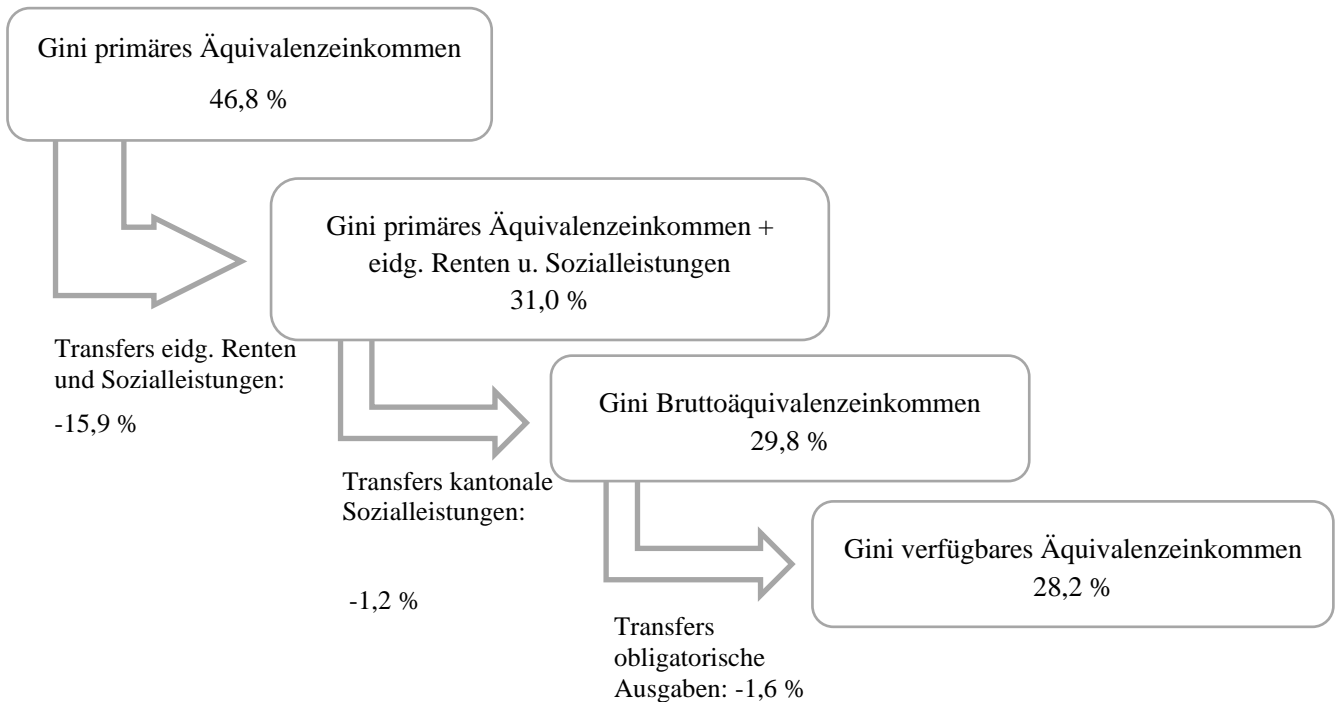 Gini primäres Äquivalenzeinkommen
46,8 %
Gini primäres Äquivalenzeinkommen +
eidg. Renten u. Sozialleistungen
31,0 %
Transfers eidg. Renten
und Sozialleistungen:
-15,9 %
Gini Bruttoäquivalenzeinkommen
29,8 %
Transfers kantonale
Sozialleistungen:
-1,2 %
Gini verfügbares Äquivalenzeinkommen
28,2 %
Transfers
obligatorische
Ausgaben: -1,6 %